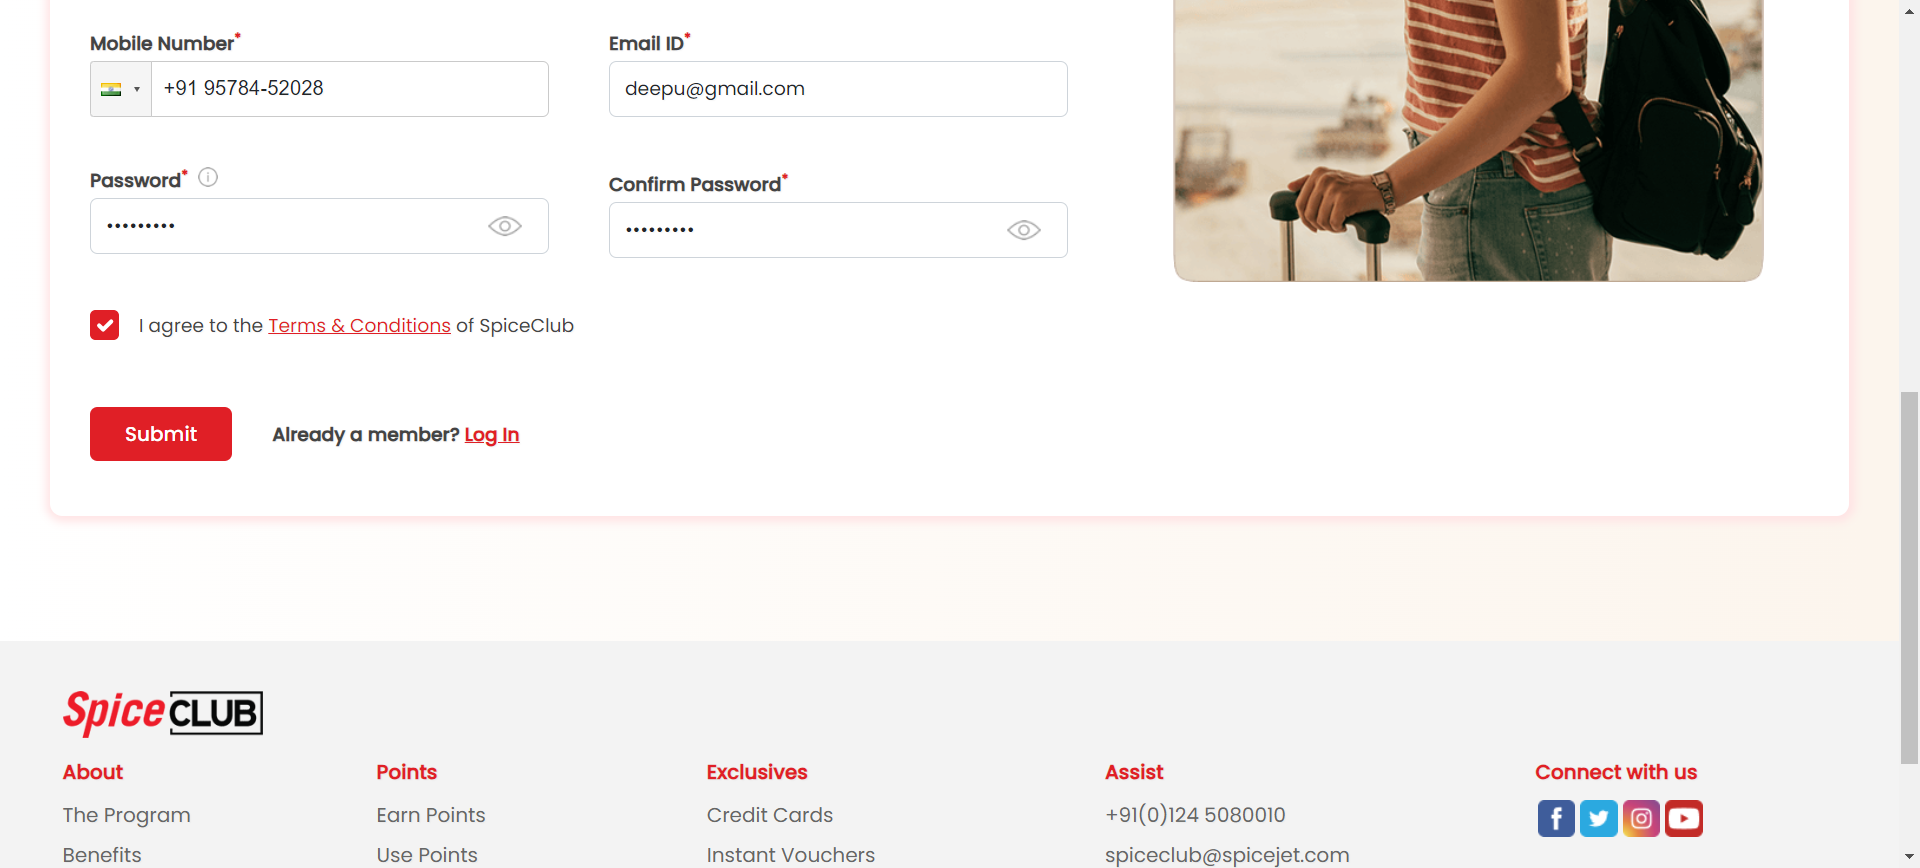 Mobile Number*
Email ID*
+91 95784-52028
deepu@gmail.com
Password*
Confirm Password*
•••••••••
•••••••••
I agree to the Terms & Conditions of SpiceClub
Submit
Already a member? Log In
Spice CLUB
About
Points
Exclusives
Assist
Connect with us
The Program
Earn Points
Credit Cards
+91(0)124 5080010
Benefits
Use Points
Instant Vouchers
spiceclub@spicejet.com